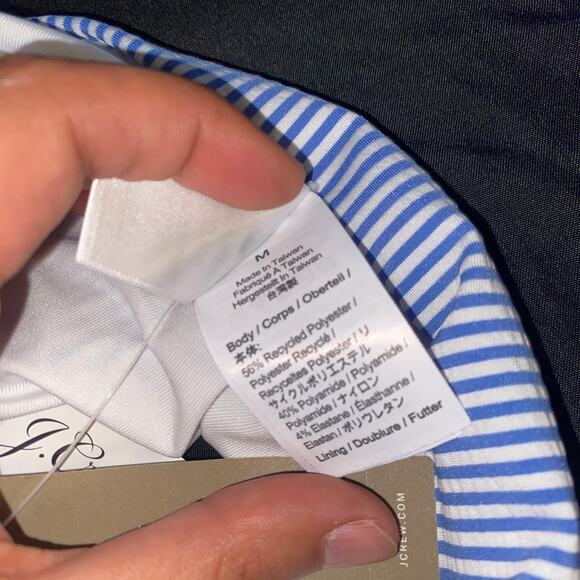 M
Made In Taiwan
Fabriqué À Taiwan
Hergestellt In Taiwan
台灣製
Body / Corps / Oberteil /
本体:
56% Recycled Polyester /
Polyester Recyclé /
Recyceltes Polyester / リ
サイクルポリエステル
40% Polyamide / Polyamide /
Polyamide / ナイロン
4% Elastane / Élasthanne /
Elastan / ポリウレタン
Lining / Doublure / Futter
J.Cr
JCREW.COM